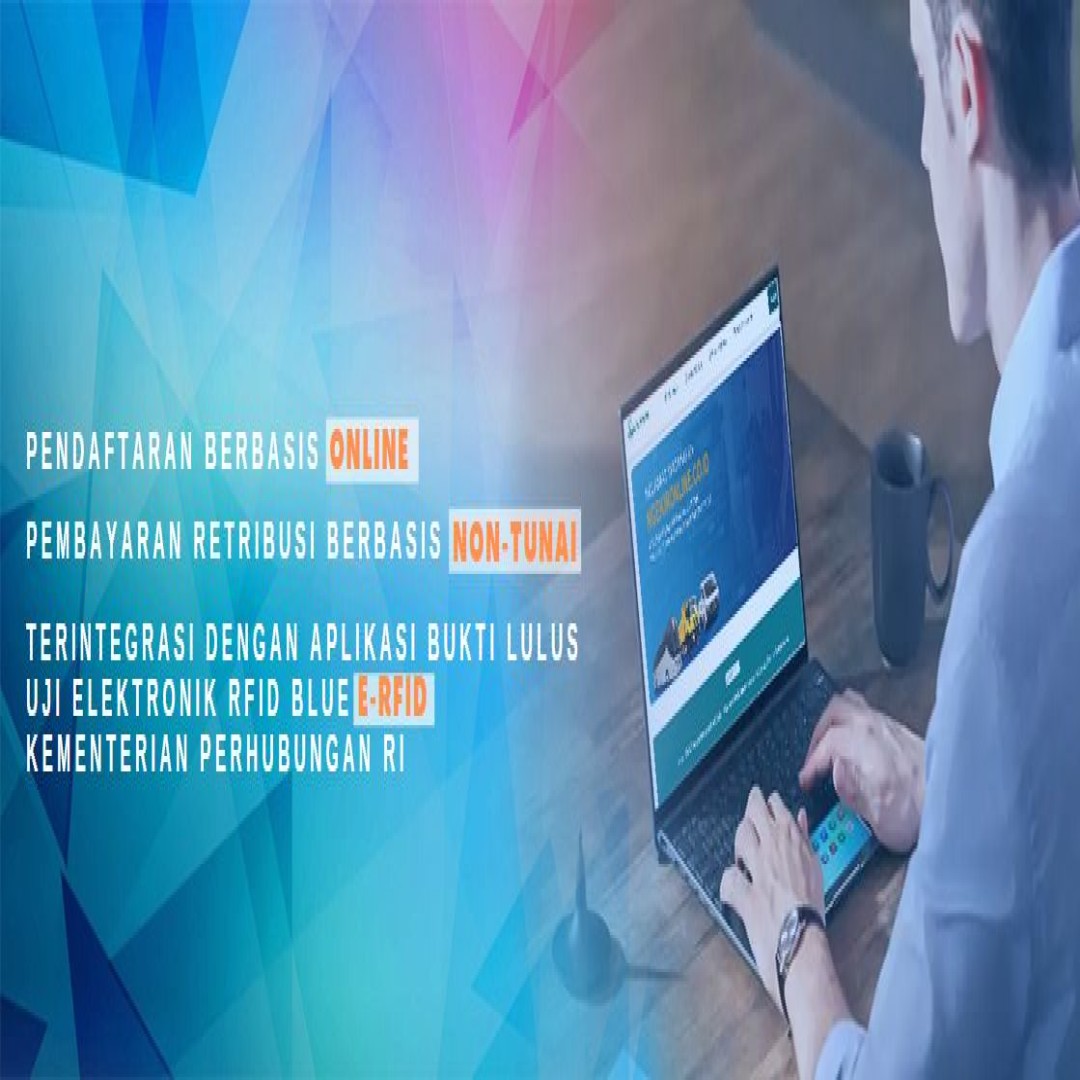 PENDAFTARAN BERBASIS ONLINE
PEMBAYARAN RETRIBUSI BERBASIS NON-TUNAI
TERINTEGRASI DENGAN APLIKASI BUKTI LULUS
UJI ELEKTRONIK RFID BLUE E-RFID
KEMENTERIAN PERHUBUNGAN RI